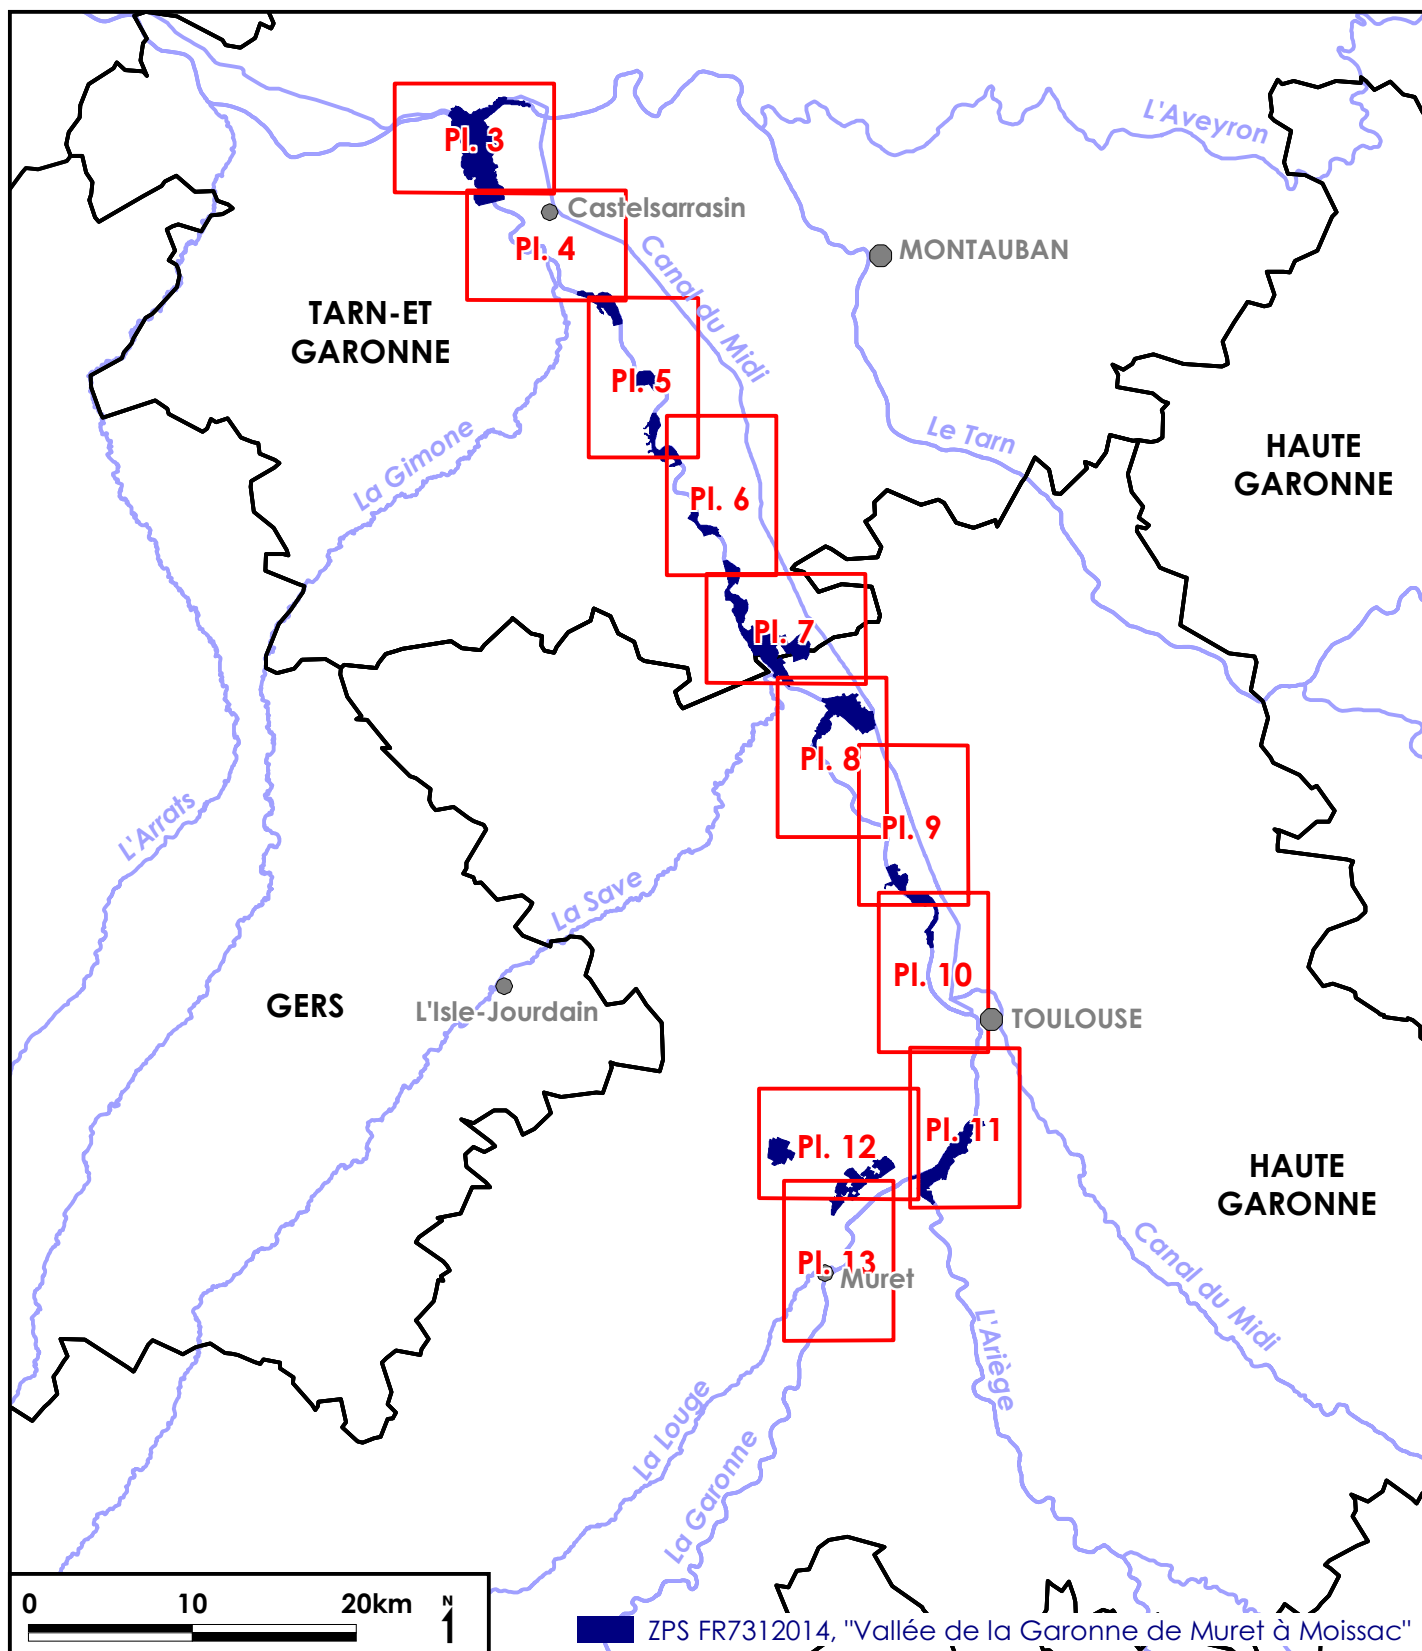 L'Aveyron
Pl. 3
Castelsarrasin
Pl. 4
MONTAUBAN
Canal du Midi
TARN-ET
GARONNE
Pl. 5
La Gimone
Le Tarn
HAUTE
GARONNE
Pl. 6
Pl. 7
Pl. 8
L'Arrats
Pl. 9
La Save
Pl. 10
GERS
L'Isle-Jourdain
TOULOUSE
Pl. 11
Pl. 12
HAUTE
GARONNE
Pl. 13
Muret
Canal du Midi
L'Ariège
La Louge
La Garonne
0 10 20km
N
ZPS FR7312014, "Vallée de la Garonne de Muret à Moissac"